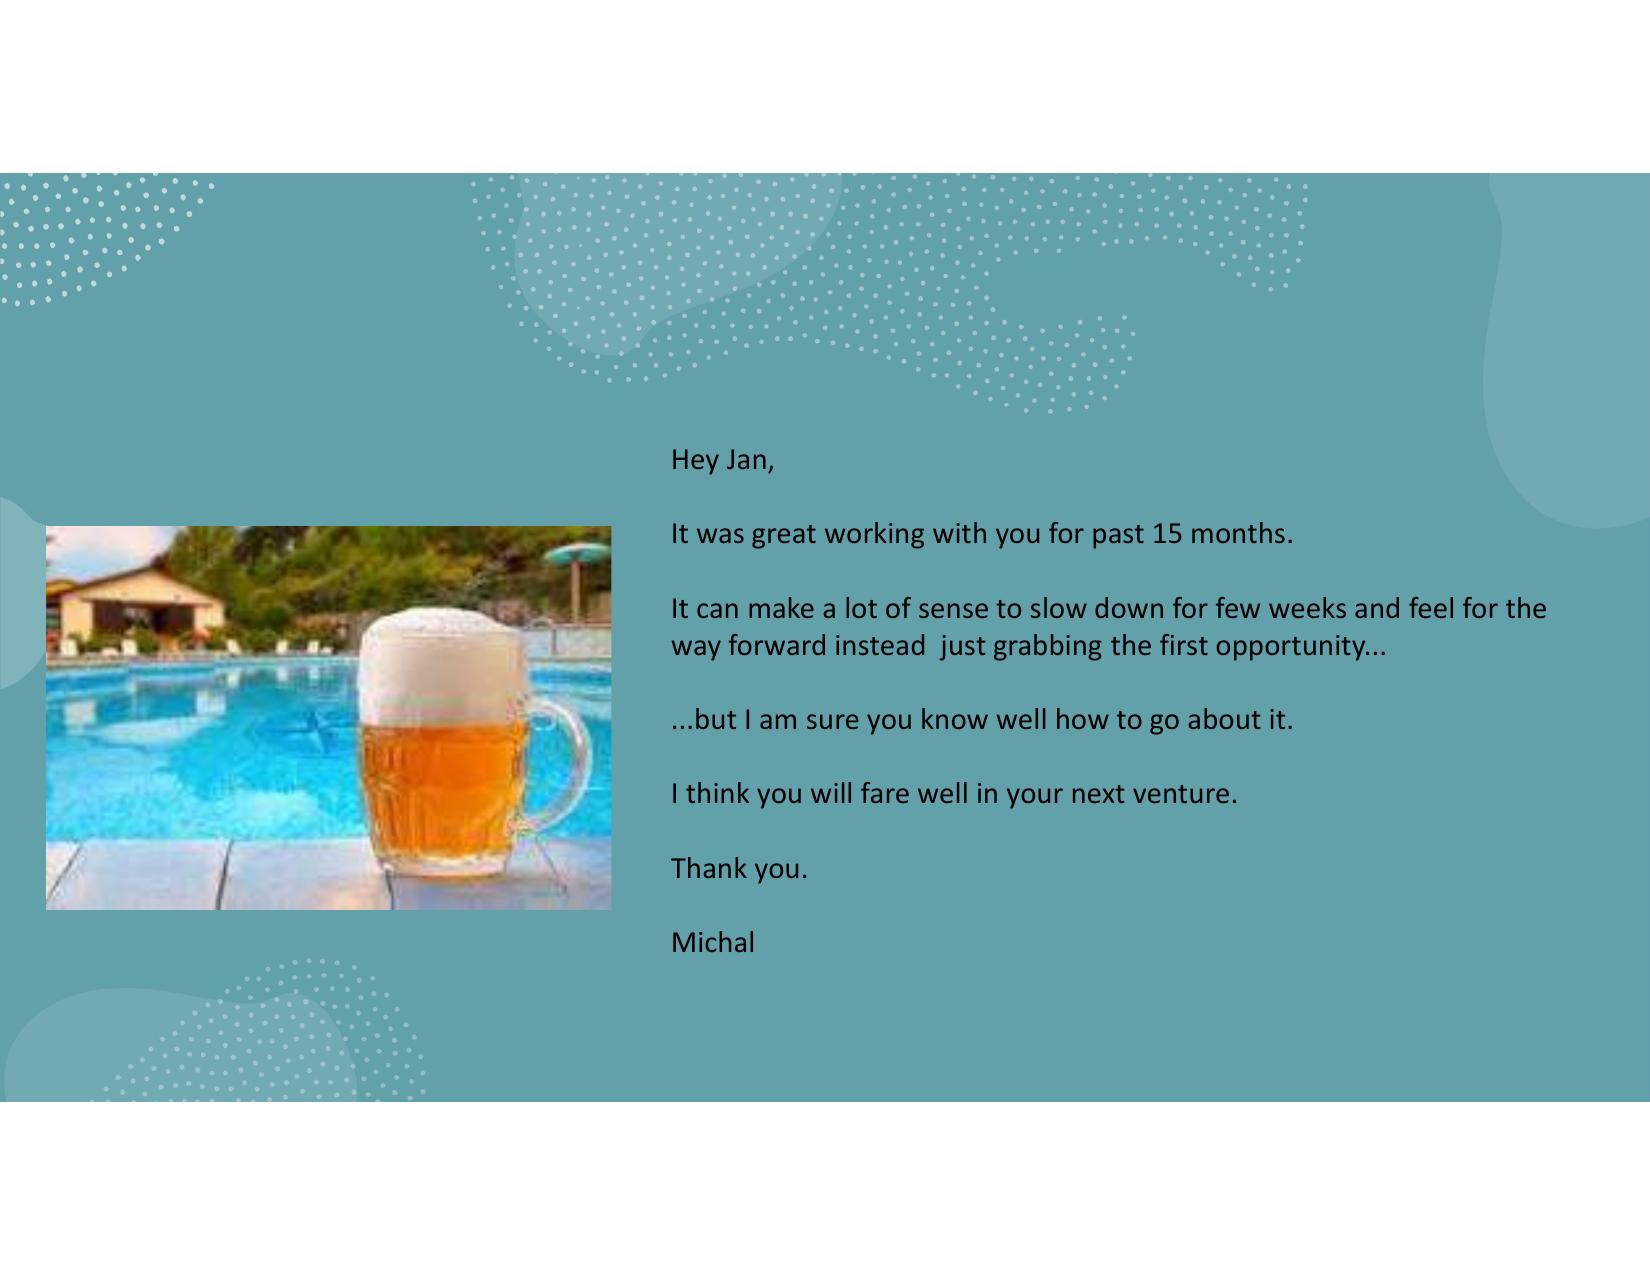 Hey Jan,
It was great working with you for past 15 months.
It can make a lot of sense to slow down for few weeks and feel for the
way forward instead  just grabbing the first opportunity...
...but I am sure you know well how to go about it.
I think you will fare well in your next venture.
Thank you.
Michal